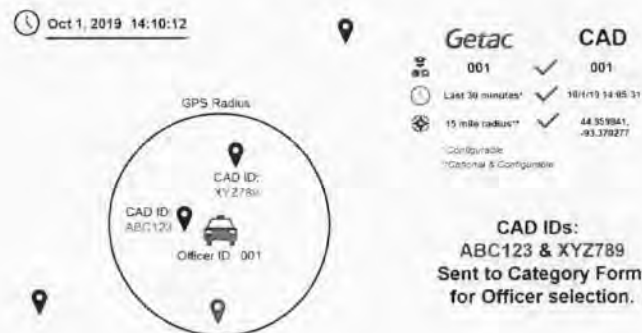 Oct 1, 2019 14:10:12
Getac CAD
001 001
Last 30 minutes* 10/1/19 14:05:31
15 mile radius** 44.959841,
-93.370277
*Configurable
**Optional & Configurable
GPS Radius
CAD ID:
XYZ789
CAD ID:
ABC123
Officer ID: 001
CAD IDs:
ABC123 & XYZ789
Sent to Category Form
for Officer selection.